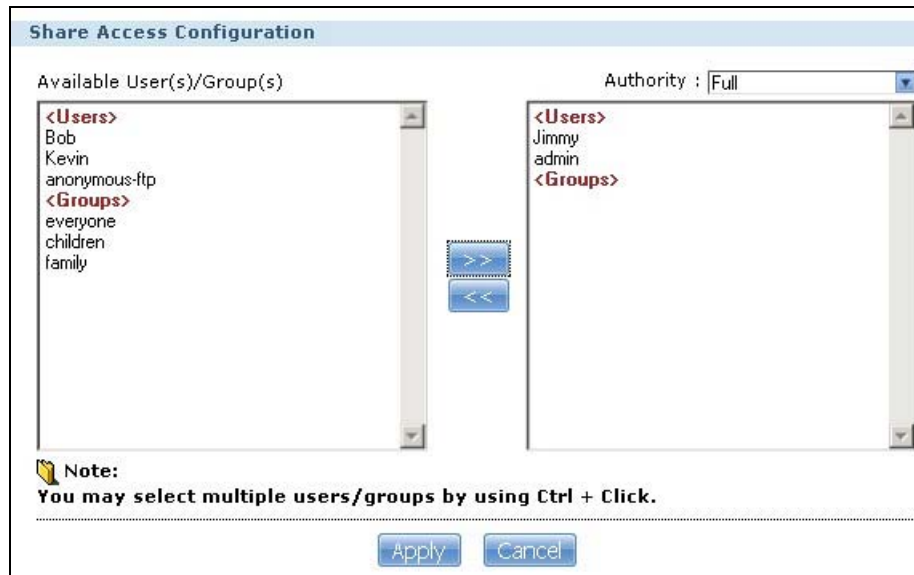 Share Access Configuration
Available User(s)/Group(s)
<Users>
Bob
Kevin
anonymous-ftp
<Groups>
everyone
children
family
>>
<<
Authority : Full
<Users>
Jimmy
admin
<Groups>
Note:
You may select multiple users/groups by using Ctrl + Click.
Apply Cancel